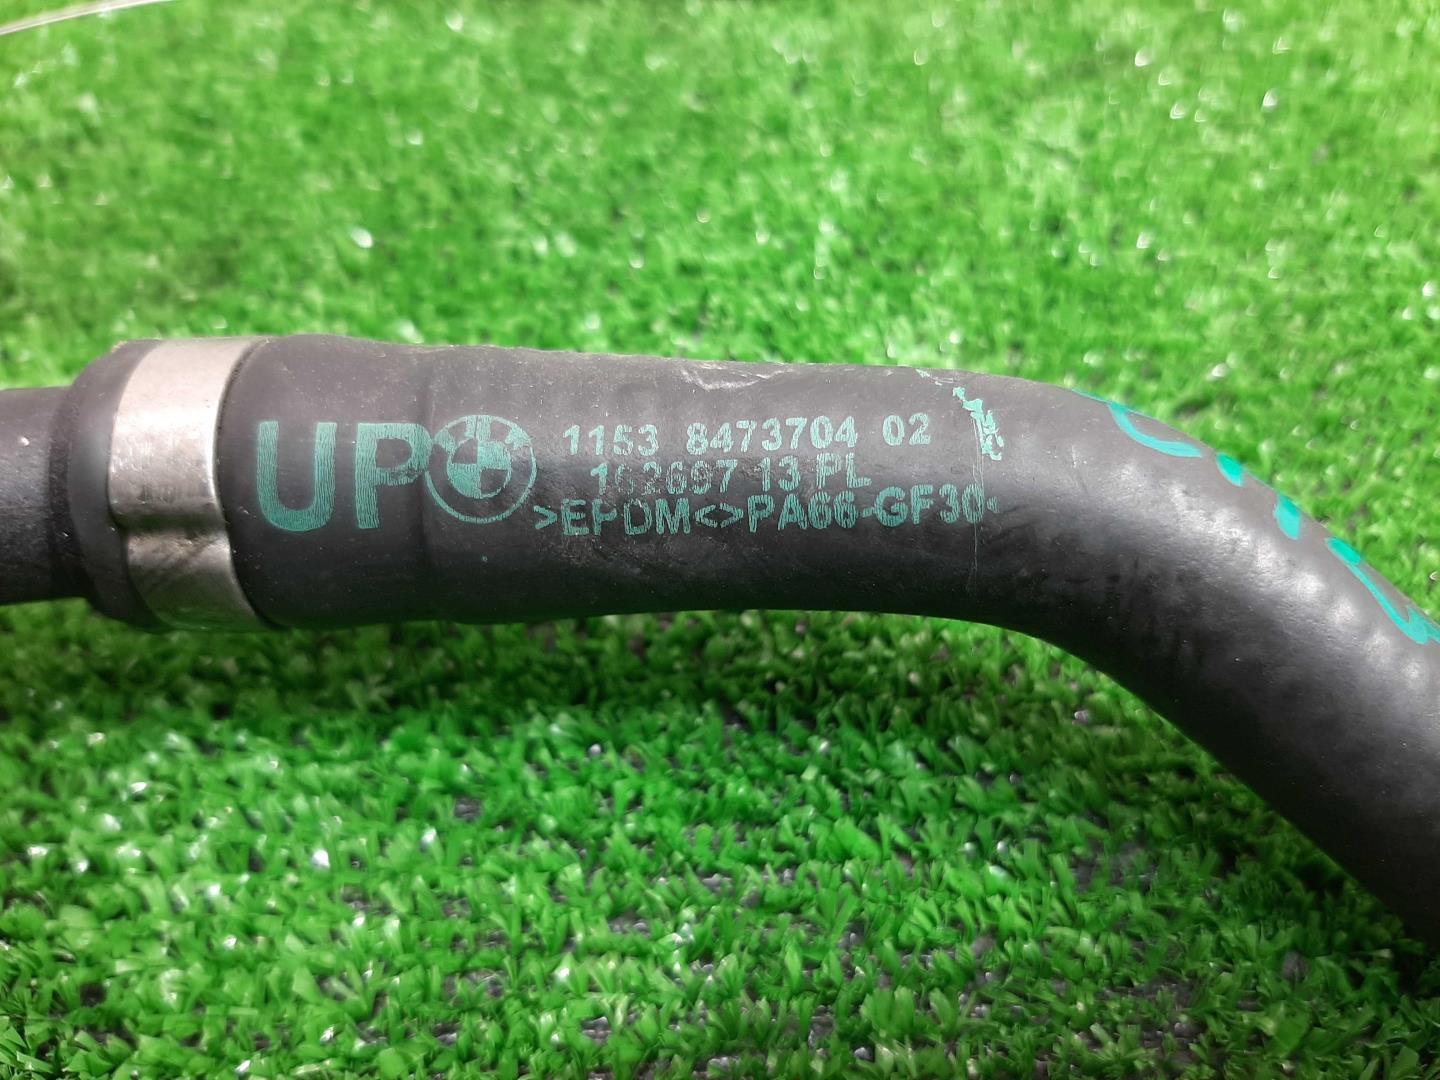 UP
1153 8473704 02
162697 13 PL
>EPDM<>PA66-GF30<